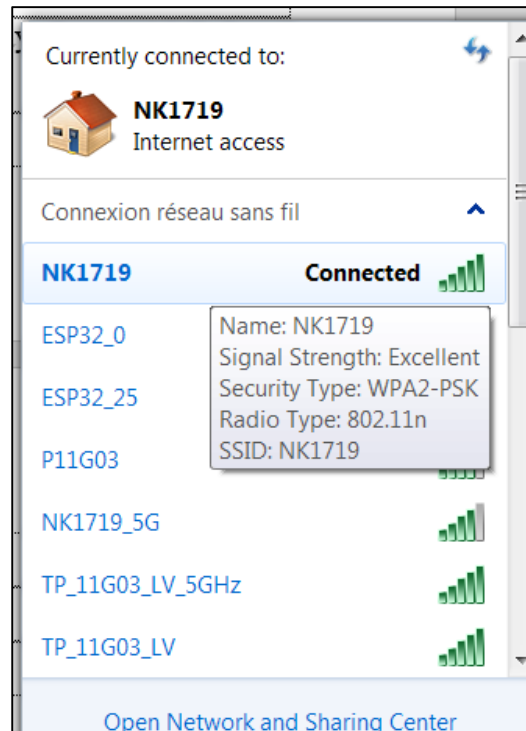 Currently connected to:
NK1719
Internet access
Connexion réseau sans fil
NK1719 Connected
ESP32_0
Name: NK1719
Signal Strength: Excellent
Security Type: WPA2-PSK
Radio Type: 802.11n
SSID: NK1719
ESP32_25
P11G03
NK1719_5G
TP_11G03_LV_5GHz
TP_11G03_LV
Open Network and Sharing Center